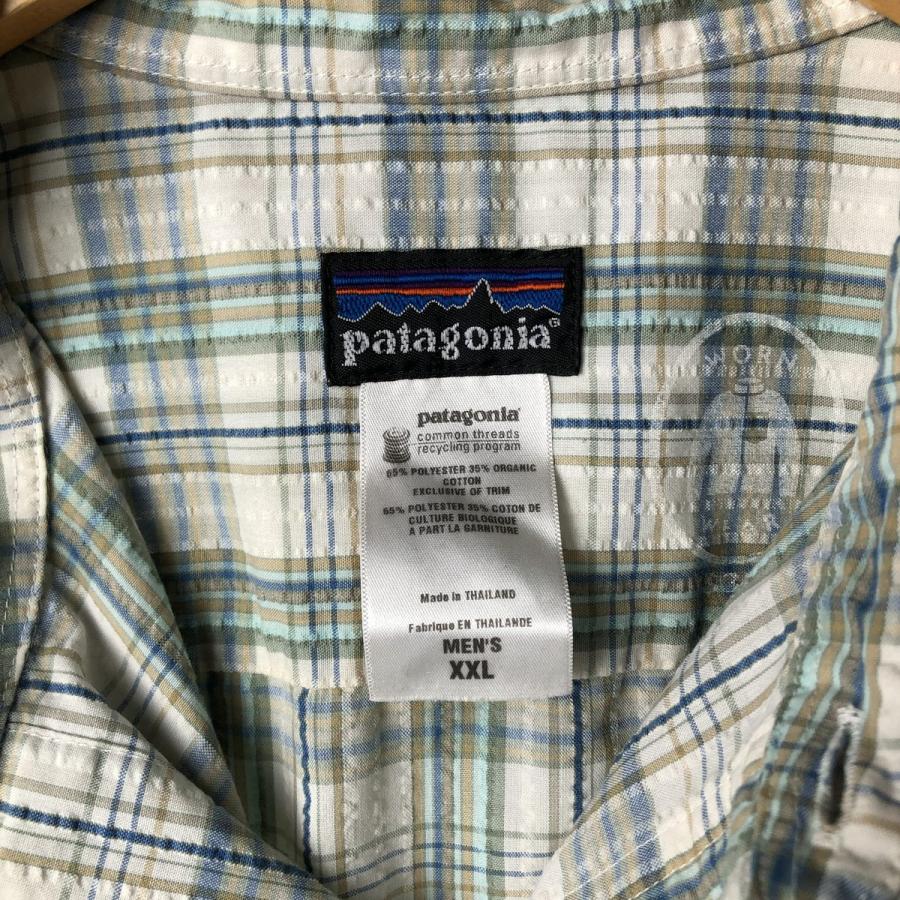 patagonia®
patagonia®
common threads
recycling program
65% POLYESTER 35% ORGANIC
COTTON
EXCLUSIVE OF TRIM
65% POLYESTER 35% COTON DE
CULTURE BIOLOGIQUE
A PART LA GARNITURE
Made in THAILAND
Fabrique EN THAILANDE
MEN'S
XXL
WORN
WEAR